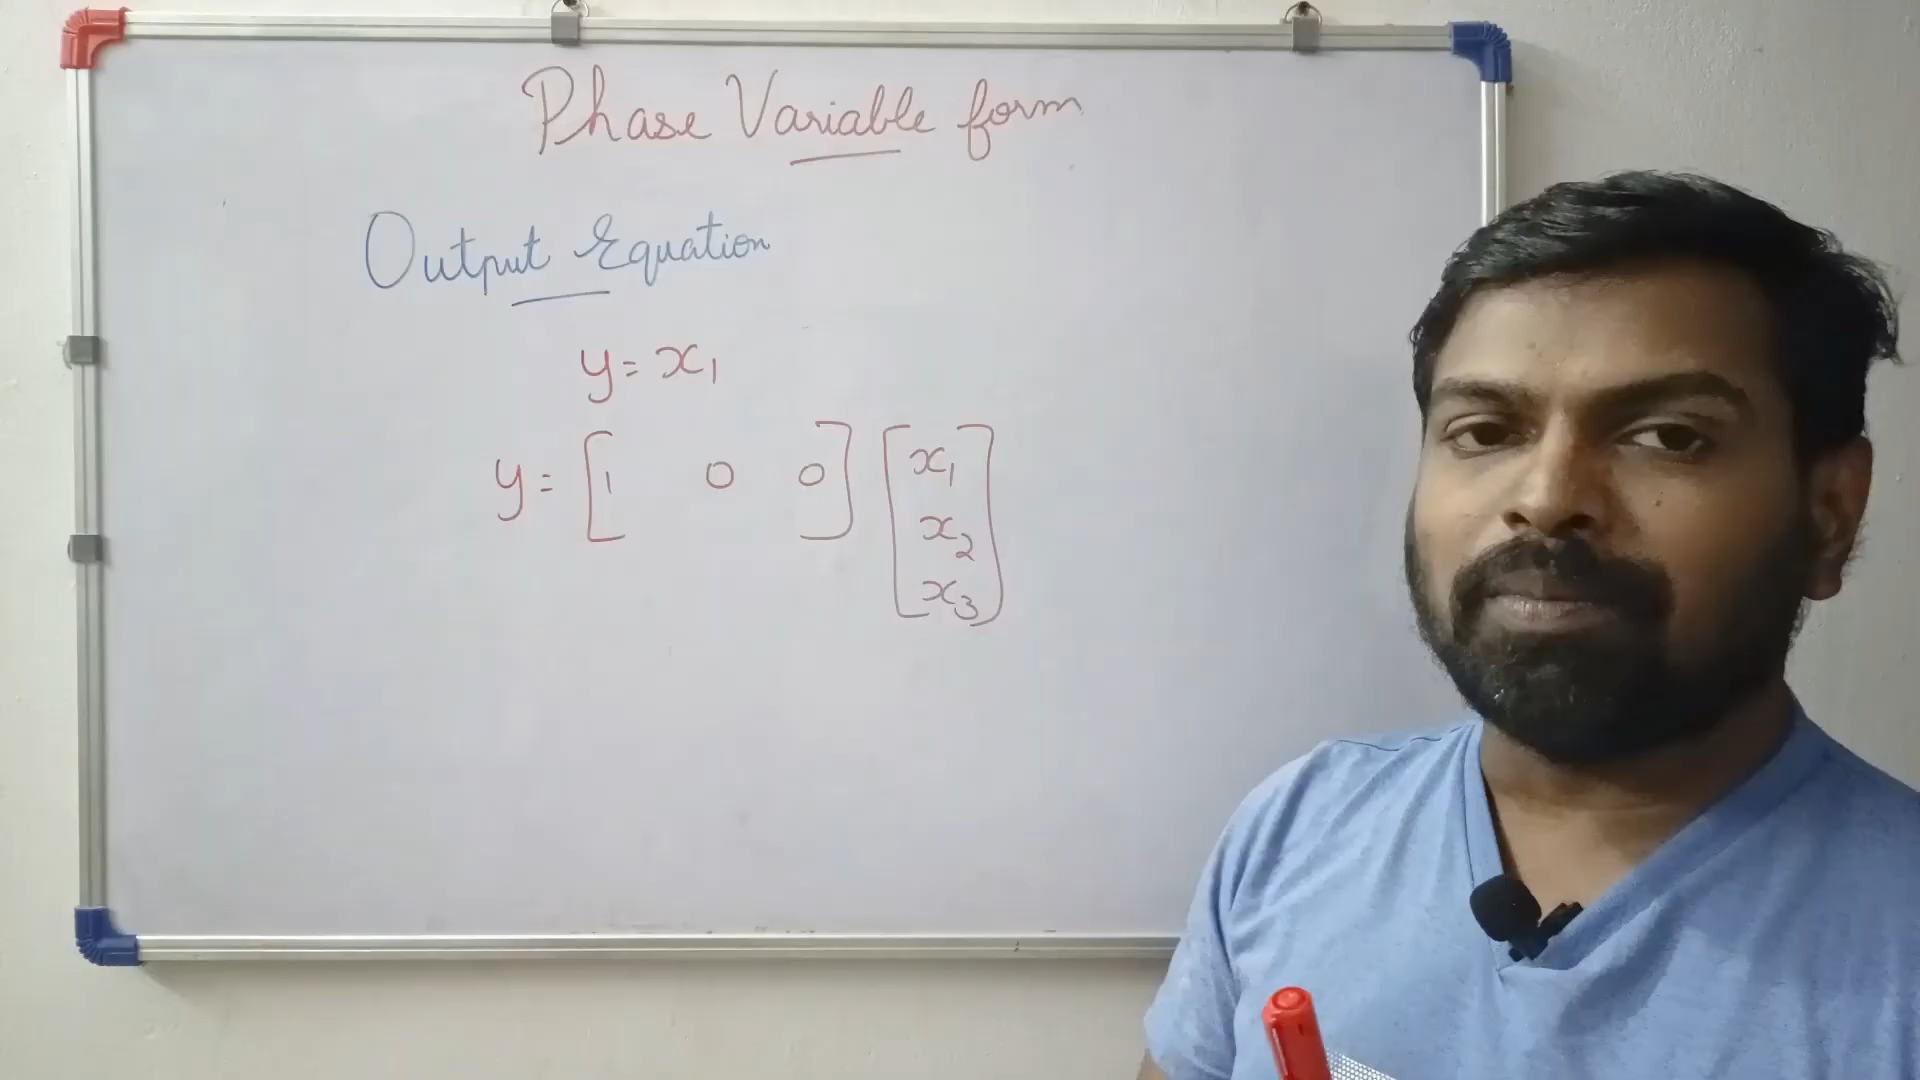 Phase Variable form
Output Equation
y = x₁
y = [1 0 0] [x₁
x₂
x₃]